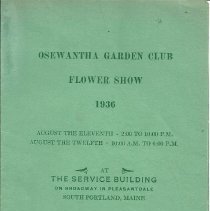 OSEWANTHA GARDEN CLUB
FLOWER SHOW
1936
AUGUST THE ELEVENTH - 2:00 TO 10:00 P.M.
AUGUST THE TWELFTH - 10:00 A.M. TO 6:00 P.M.
AT
THE SERVICE BUILDING
ON BROADWAY IN PLEASANTDALE
SOUTH PORTLAND, MAINE